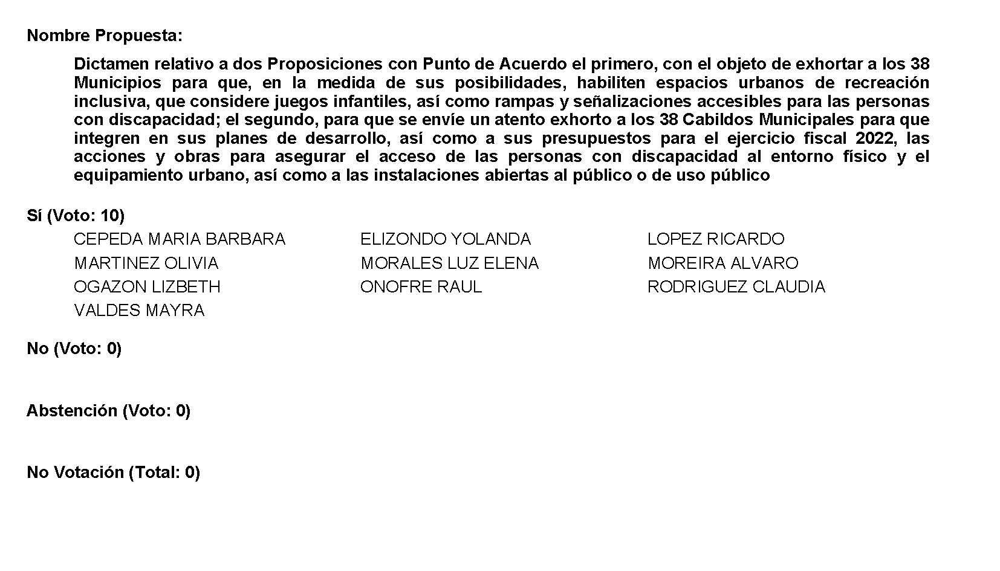 Nombre Propuesta:
Dictamen relativo a dos Proposiciones con Punto de Acuerdo el primero, con el objeto de exhortar a los 38
Municipios para que, en la medida de sus posibilidades, habiliten espacios urbanos de recreación
inclusiva, que considere juegos infantiles, así como rampas y señalizaciones accesibles para las personas
con discapacidad; el segundo, para que se envíe un atento exhorto a los 38 Cabildos Municipales para que
integren en sus planes de desarrollo, así como a sus presupuestos para el ejercicio fiscal 2022, las
acciones y obras para asegurar el acceso de las personas con discapacidad al entorno físico y el
equipamiento urbano, así como a las instalaciones abiertas al público o de uso público
Sí (Voto: 10)
CEPEDA MARIA BARBARA ELIZONDO YOLANDA LOPEZ RICARDO
MARTINEZ OLIVIA MORALES LUZ ELENA MOREIRA ALVARO
OGAZON LIZBETH ONOFRE RAUL RODRIGUEZ CLAUDIA
VALDES MAYRA
No (Voto: 0)
Abstención (Voto: 0)
No Votación (Total: 0)